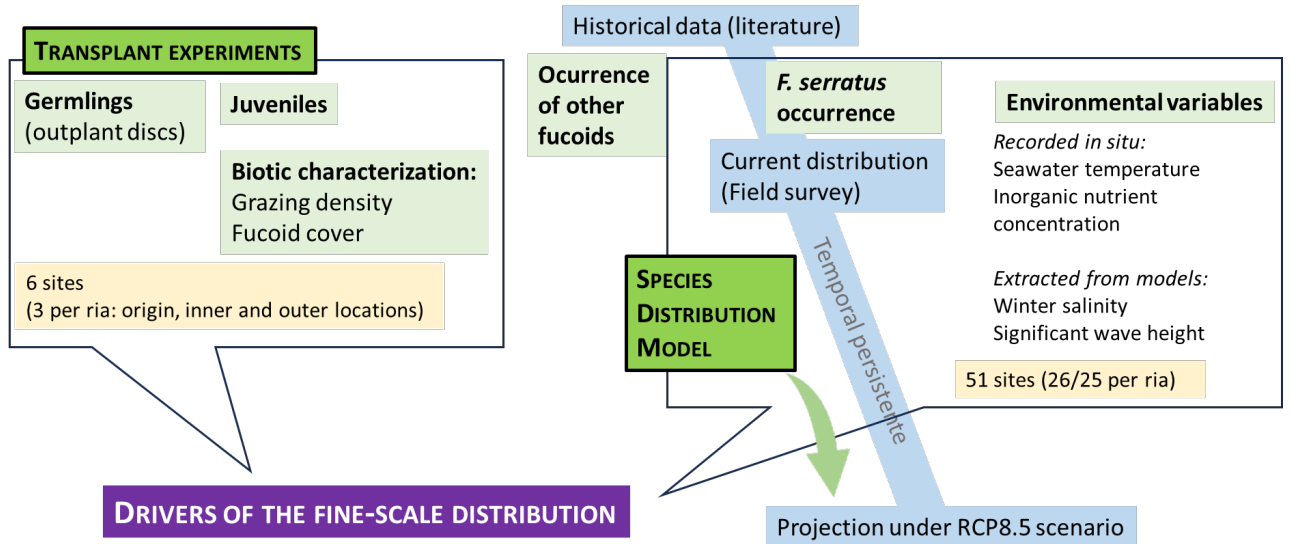 TRANSPLANT EXPERIMENTS
Germlings
(outplant discs)
Juveniles
Biotic characterization:
Grazing density
Fucoid cover
6 sites
(3 per ria: origin, inner and outer locations)
Historical data (literature)
Ocurrence
of other
fucoids
F. serratus
occurrence
Current distribution
(Field survey)
Environmental variables
Recorded in situ:
Seawater temperature
Inorganic nutrient
concentration
Extracted from models:
Winter salinity
Significant wave height
51 sites (26/25 per ria)
SPECIES
DISTRIBUTION
MODEL
Temporal persistente
DRIVERS OF THE FINE-SCALE DISTRIBUTION
Projection under RCP8.5 scenario